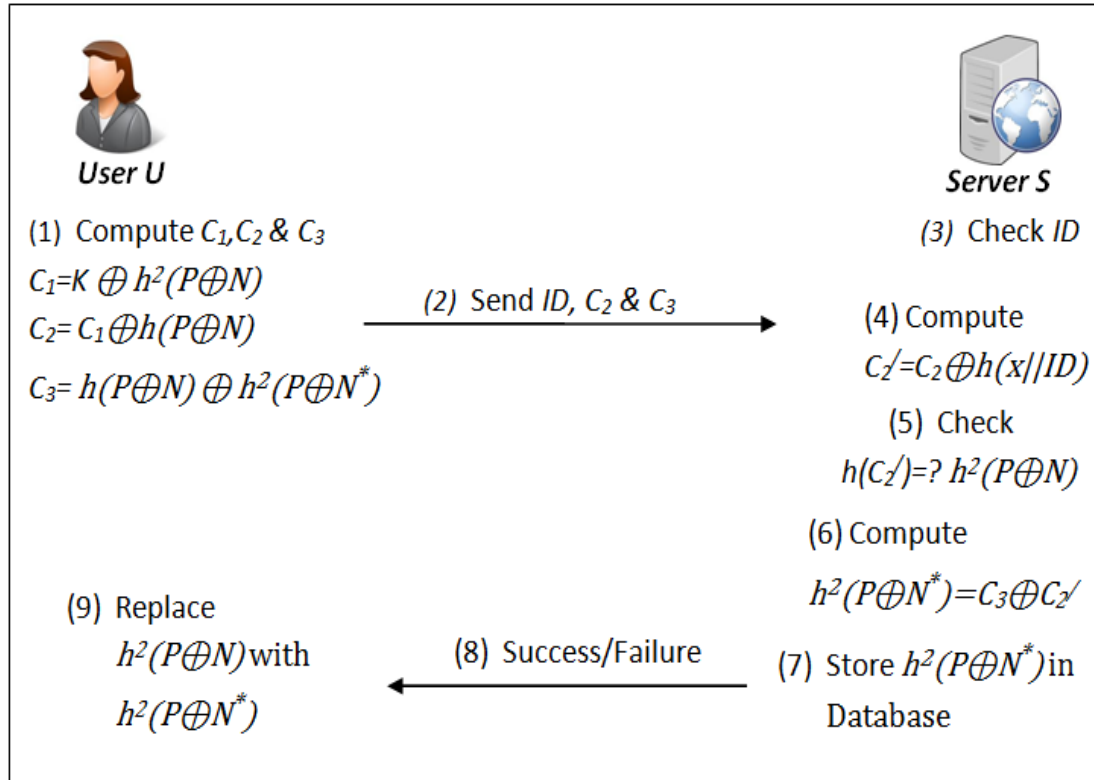 User U
Server S
(1) Compute C₁,C₂ & C₃
C₁=K ⊕ h²(P⊕N)
C₂= C₁⊕h(P⊕N)
C₃= h(P⊕N) ⊕ h²(P⊕N*)
(2) Send ID, C₂ & C₃
(3) Check ID
(4) Compute
C₂/=C₂⊕h(x//ID)
(5) Check
h(C₂/)=? h²(P⊕N)
(6) Compute
h²(P⊕N*)=C₃⊕C₂/
(7) Store h²(P⊕N*) in
Database
(8) Success/Failure
(9) Replace
h²(P⊕N) with
h²(P⊕N*)